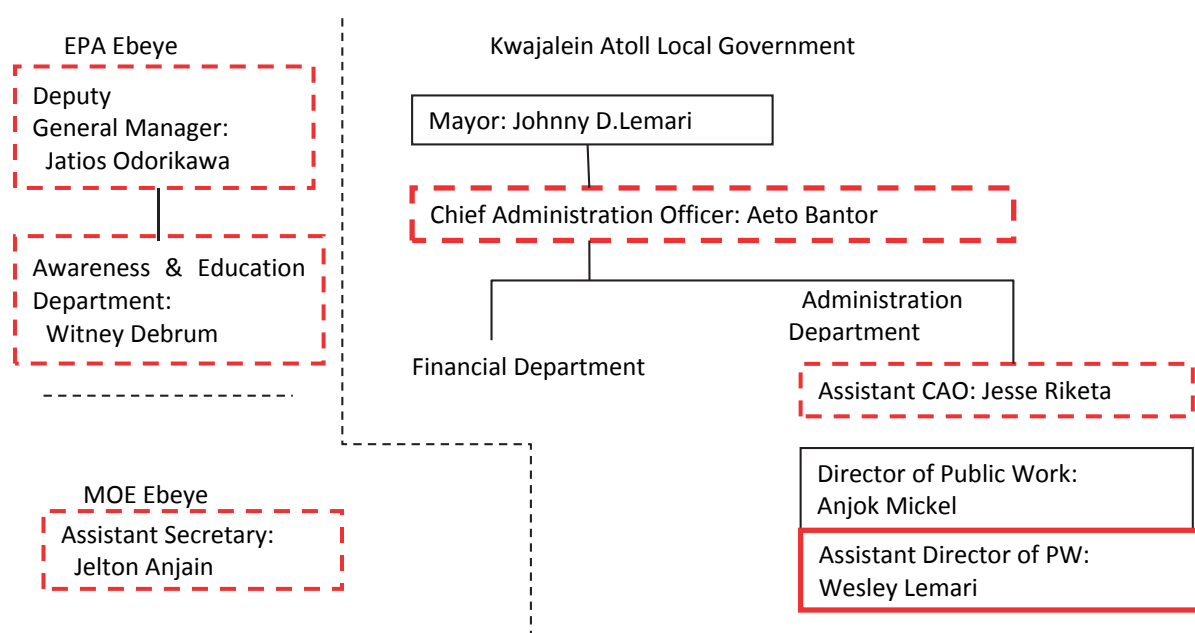 EPA Ebeye
Deputy
General Manager:
Jatios Odorikawa
Awareness & Education
Department:
Witney Debrum
MOE Ebeye
Assistant Secretary:
Jelton Anjain
Kwajalein Atoll Local Government
Mayor: Johnny D.Lemari
Chief Administration Officer: Aeto Bantor
Financial Department
Administration
Department
Assistant CAO: Jesse Riketa
Director of Public Work:
Anjok Mickel
Assistant Director of PW:
Wesley Lemari